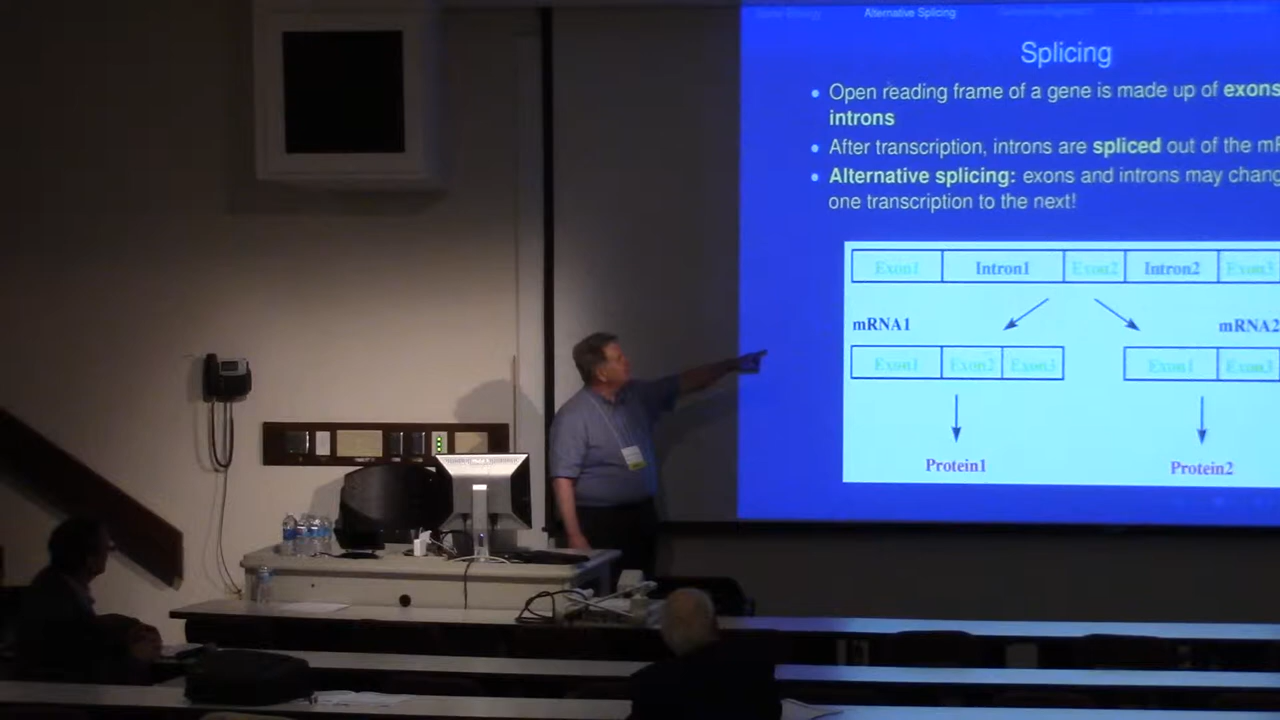 Alternative Splicing
Splicing
• Open reading frame of a gene is made up of exons
introns
• After transcription, introns are spliced out of the
• Alternative splicing: exons and introns may
one transcription to the next!
Exon1 Intron1 Exon2 Intron2 Exon3
mRNA1 mRNA2
Exon1 Exon2 Exon3 Exon1 Exon3
Protein1 Protein2